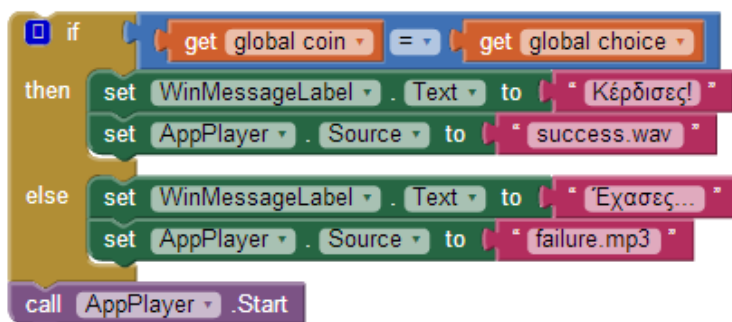 if get global coin = get global choice
then set WinMessageLabel . Text to " Κέρδισες! "
set AppPlayer . Source to " success.wav "
else set WinMessageLabel . Text to " Έχασες... "
set AppPlayer . Source to " failure.mp3 "
call AppPlayer .Start